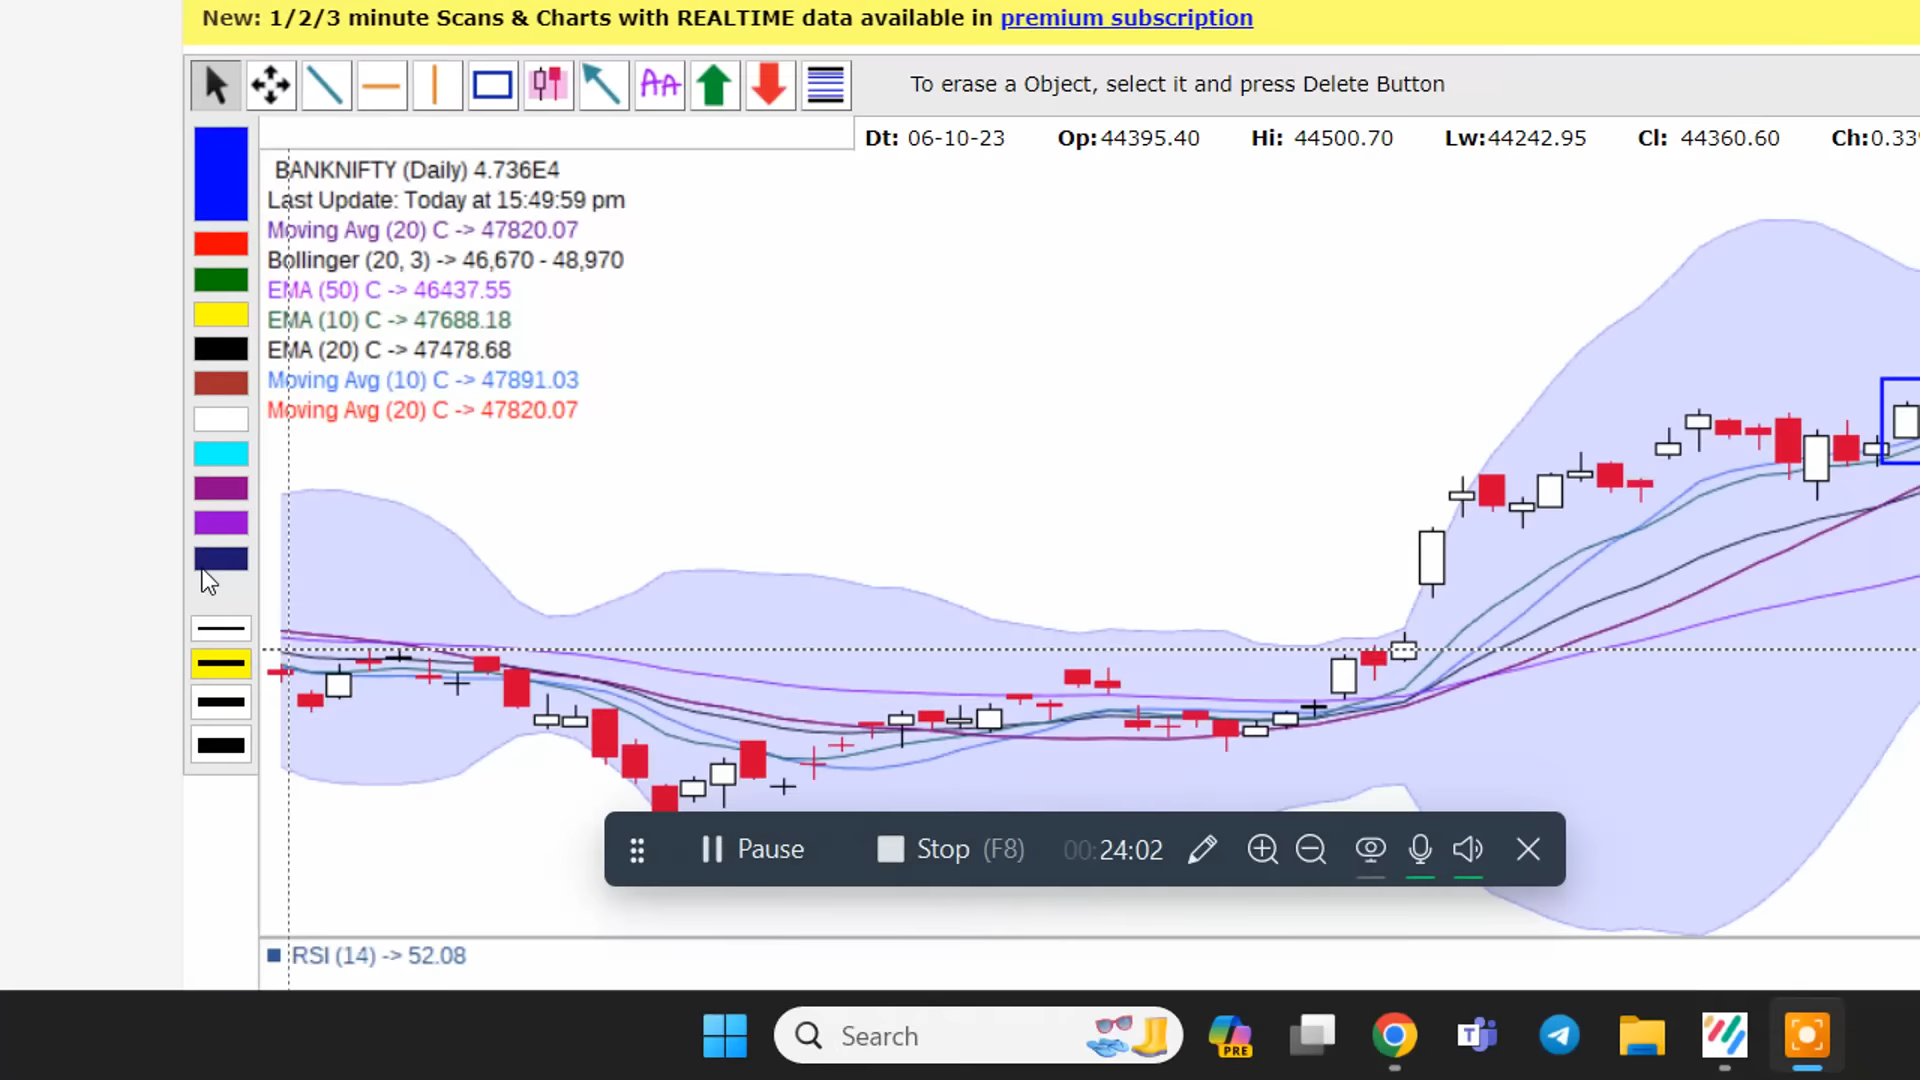 New: 1/2/3 minute Scans & Charts with REALTIME data available in premium subscription
AA
To erase a Object, select it and press Delete Button
Dt: 06-10-23 Op:44395.40 Hi: 44500.70 Lw:44242.95 Cl: 44360.60 Ch:0.339
BANKNIFTY (Daily) 4.736E4
Last Update: Today at 15:49:59 pm
Moving Avg (20) C -> 47820.07
Bollinger (20, 3) -> 46,670 - 48,970
EMA (50) C -> 46437.55
EMA (10) C -> 47688.18
EMA (20) C -> 47478.68
Moving Avg (10) C -> 47891.03
Moving Avg (20) C -> 47820.07
Pause Stop (F8) 00:24:02
RSI (14) -> 52.08
Search
PRE